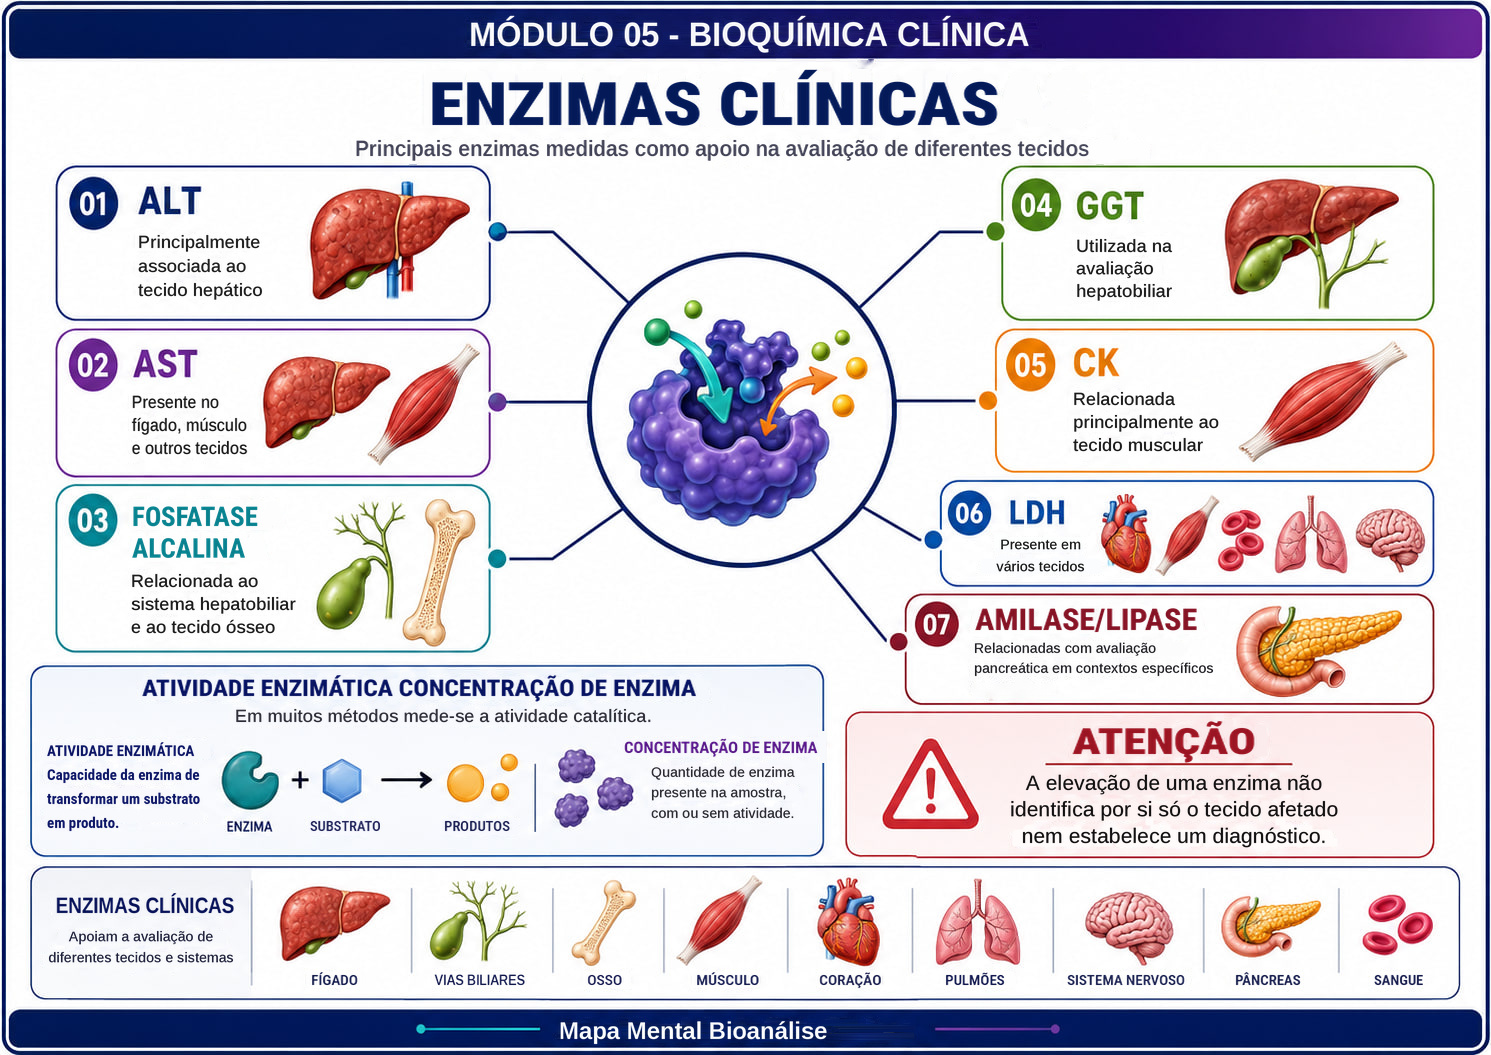 MÓDULO 05 - BIOQUÍMICA CLÍNICA
ENZIMAS CLÍNICAS
Principais enzimas medidas como apoio na avaliação de diferentes tecidos
01
ALT
Principalmente
associada ao
tecido hepático
02
AST
Presente no
fígado, músculo
e outros tecidos
03
FOSFATASE
ALCALINA
Relacionada ao
sistema hepatobiliar
e ao tecido ósseo
04
GGT
Utilizada na
avaliação
hepatobiliar
05
CK
Relacionada
principalmente ao
tecido muscular
06
LDH
Presente em
vários tecidos
07
AMILASE/LIPASE
Relacionadas com avaliação
pancreática em contextos específicos
ATIVIDADE ENZIMÁTICA CONCENTRAÇÃO DE ENZIMA
Em muitos métodos mede-se a atividade catalítica.
ATIVIDADE ENZIMÁTICA
Capacidade da enzima de
transformar um substrato
em produto.
ENZIMA
+
SUBSTRATO
PRODUTOS
CONCENTRAÇÃO DE ENZIMA
Quantidade de enzima
presente na amostra,
com ou sem atividade.
ATENÇÃO
A elevação de uma enzima não
identifica por si só o tecido afetado
nem estabelece um diagnóstico.
ENZIMAS CLÍNICAS
Apoiam a avaliação de
diferentes tecidos e sistemas
FÍGADO
VIAS BILIARES
OSSO
MÚSCULO
CORAÇÃO
PULMÕES
SISTEMA NERVOSO
PÂNCREAS
SANGUE
Mapa Mental Bioanálise